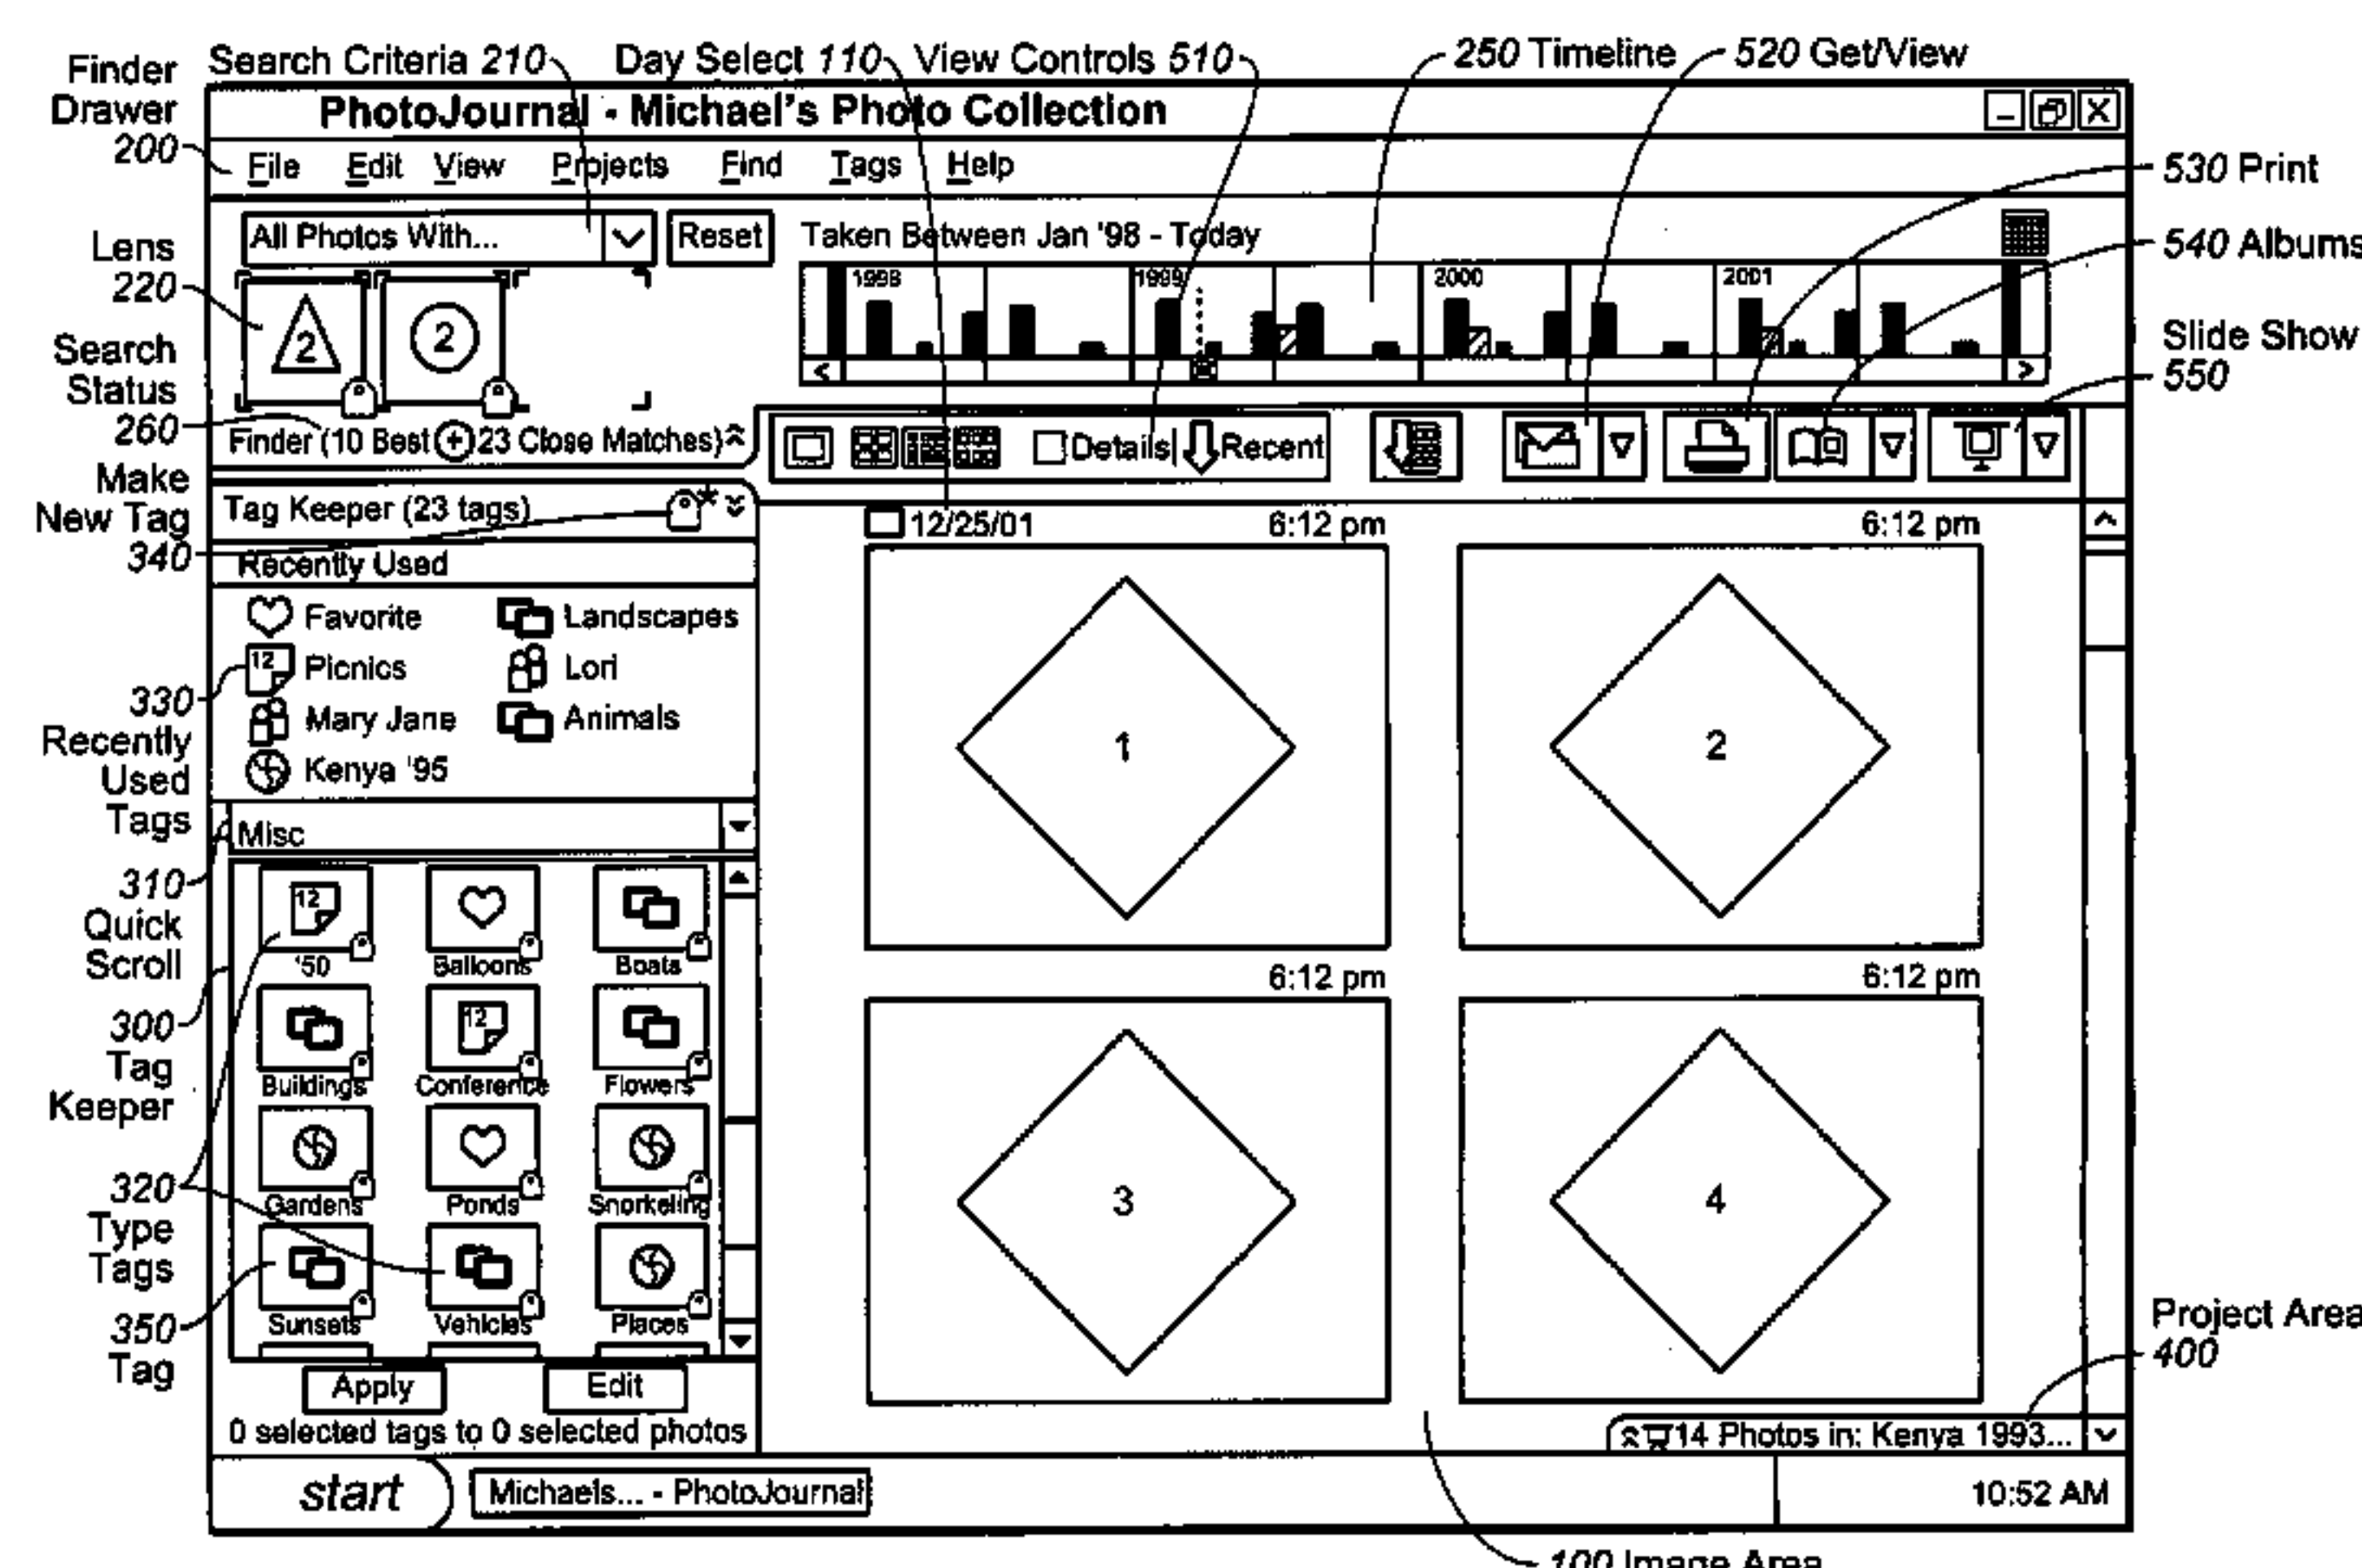 Search Criteria 210
Day Select 110
View Controls 510
250 Timeline
520 Get/View
Finder
Drawer
200
PhotoJournal - Michael's Photo Collection
File Edit View Projects Find Tags Help
530 Print
Lens
220
All Photos With...
Reset
Taken Between Jan '98 - Today
540 Albums
1998
1999
2000
2001
2
2
Search
Status
260
< >
Slide Show
550
Finder (10 Best + 23 Close Matches)
Details
Recent
Make
New Tag
340
Tag Keeper (23 tags)
12/25/01
6:12 pm
6:12 pm
Recently Used
Favorite
Landscapes
12 Picnics
Lori
Mary Jane
Animals
Kenya '95
330
Recently
Used
Tags
1
2
Misc
310
Quick
Scroll
12
'50
Balloons
Boats
6:12 pm
6:12 pm
300
Tag
Keeper
12
Buildings
Conference
Flowers
320
Type
Tags
Gardens
Ponds
Snorkeling
3
4
350
Tag
Sunsets
Vehicles
Places
Project Area
400
Apply
Edit
0 selected tags to 0 selected photos
14 Photos in: Kenya 1993...
start
Michaels... - PhotoJournal
10:52 AM
100 Image Area